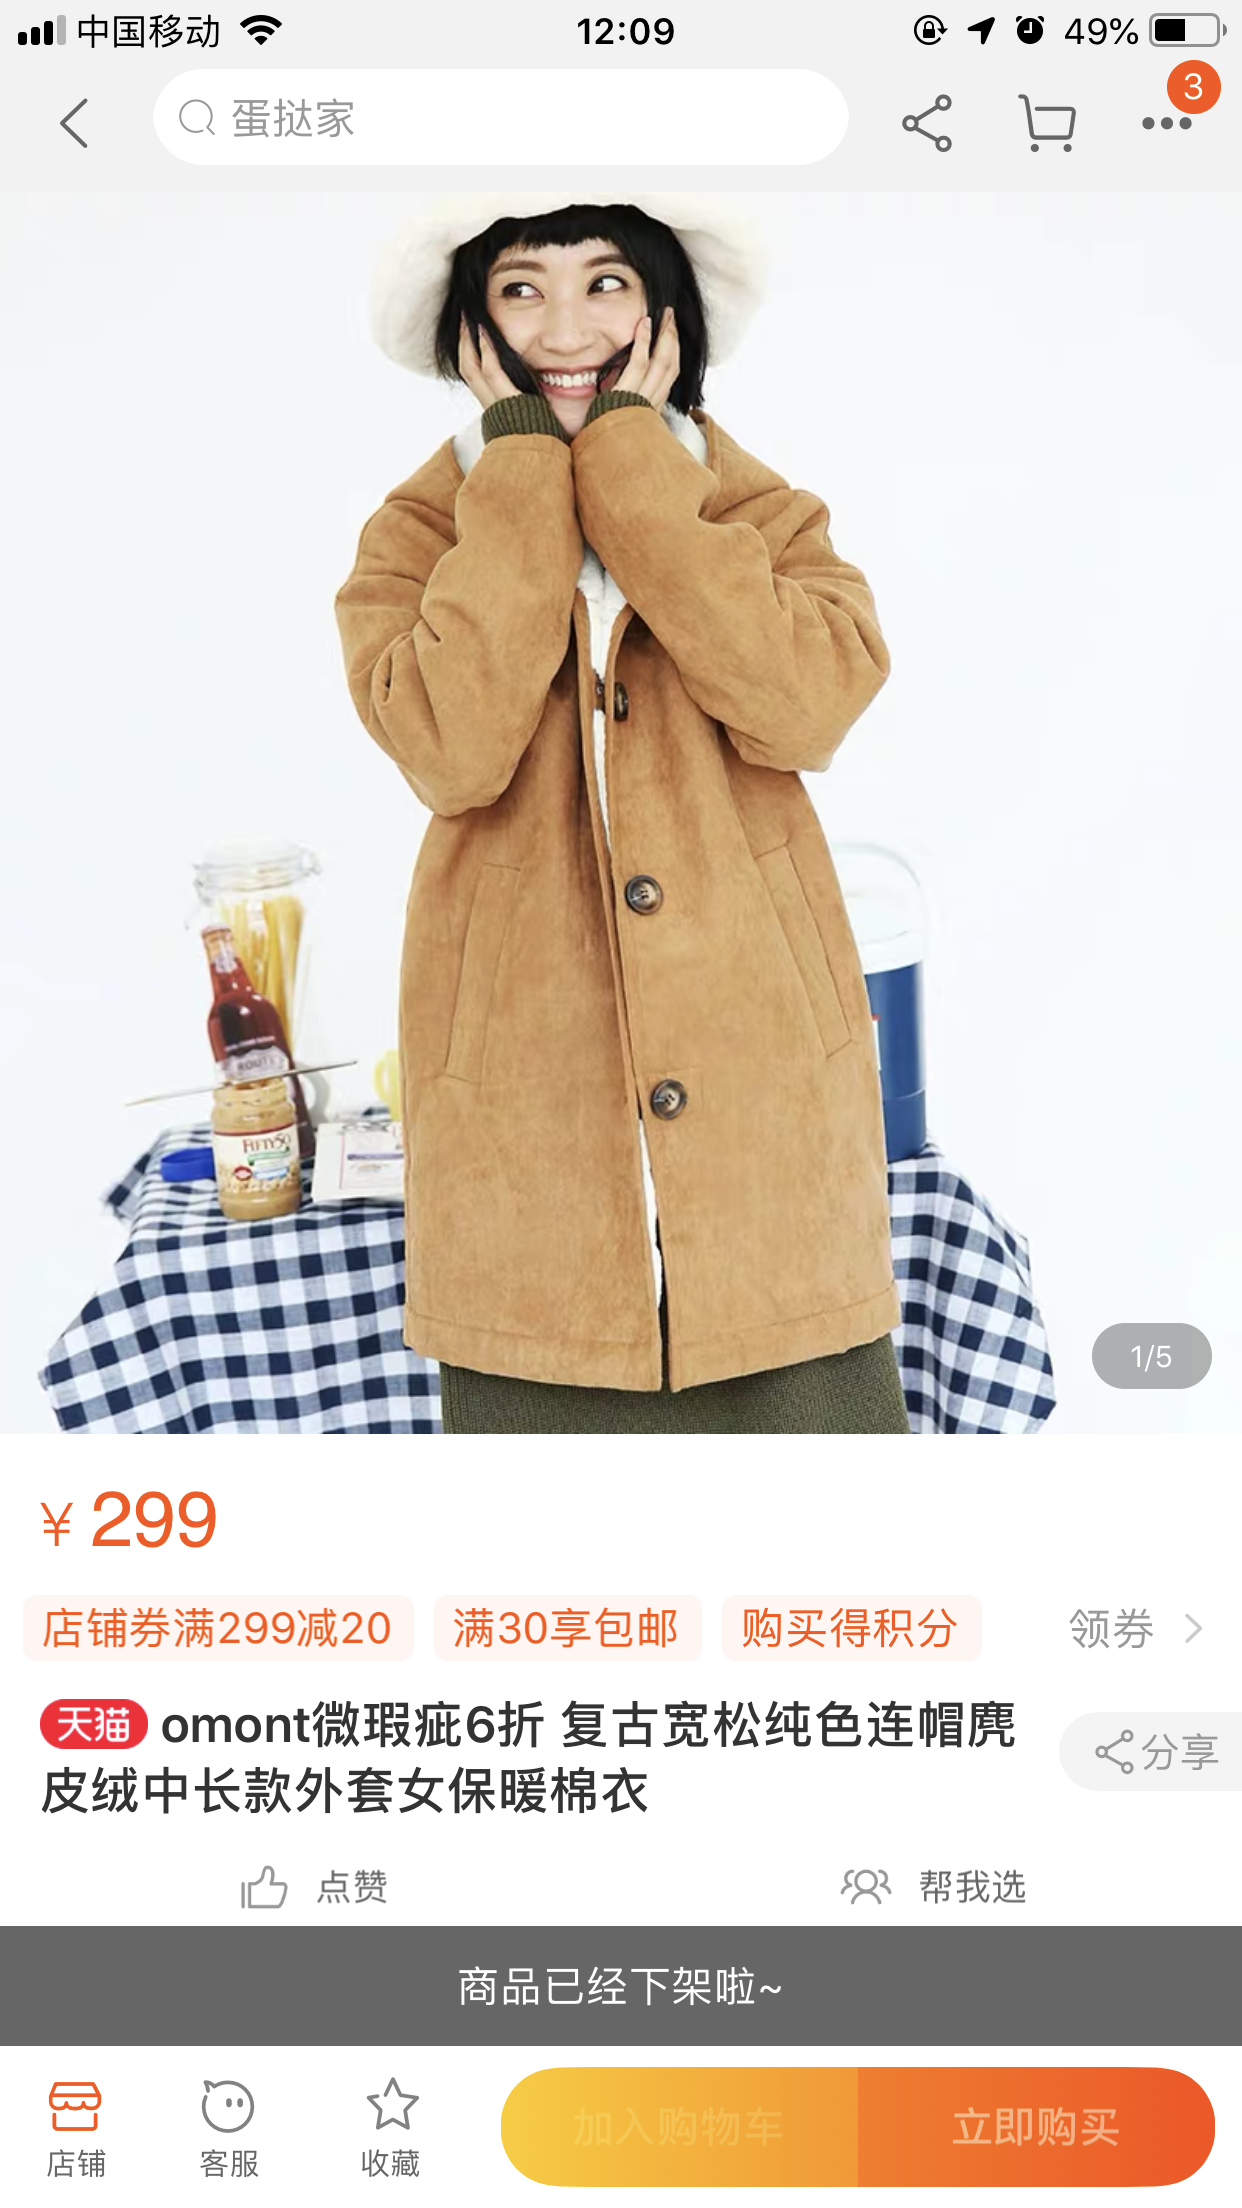 中国移动
12:09
49%
蛋挞家
3
ROUTE
FIFTY50
1/5
¥ 299
店铺券满299减20 满30享包邮 购买得积分 领券
天猫 omont微瑕疵6折 复古宽松纯色连帽麂
皮绒中长款外套女保暖棉衣
分享
点赞 帮我选
商品已经下架啦~
店铺 客服 收藏 加入购物车 立即购买